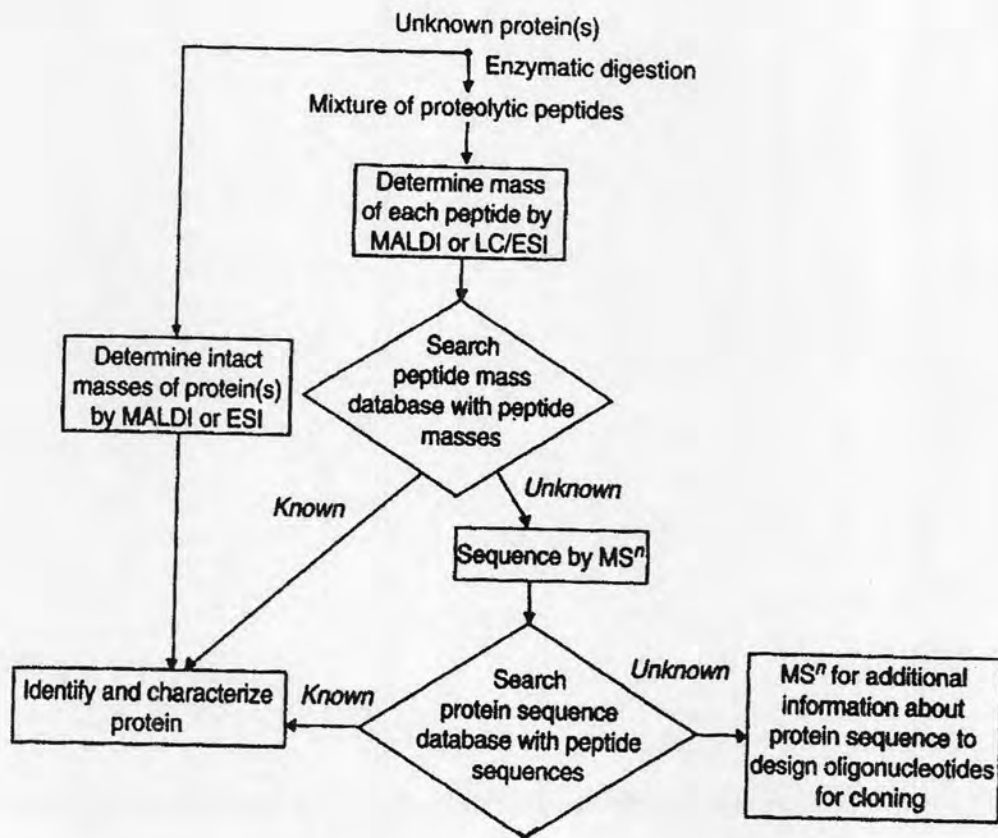 Unknown protein(s)
Enzymatic digestion
Mixture of proteolytic peptides
Determine mass
of each peptide by
MALDI or LC/ESI
Search
peptide mass
database with peptide
masses
Determine intact
masses of protein(s)
by MALDI or ESI
Known
Unknown
Sequence by MSⁿ
Identify and characterize
protein
Known
Search
protein sequence
database with peptide
sequences
Unknown
MSⁿ for additional
information about
protein sequence to
design oligonucleotides
for cloning